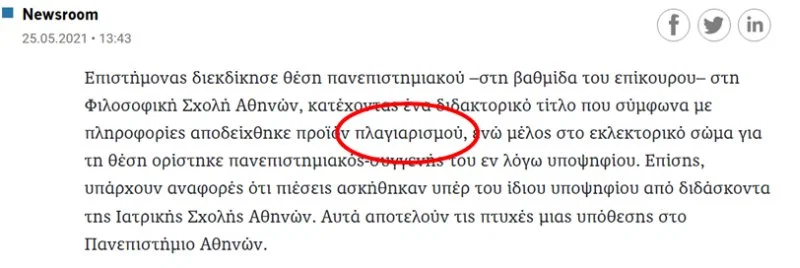 Newsroom
25.05.2021 • 13:43
Επιστήμονας διεκδίκησε θέση πανεπιστημιακού –στη βαθμίδα του επίκουρου– στη
Φιλοσοφική Σχολή Αθηνών, κατέχοντας ένα διδακτορικό τίτλο που σύμφωνα με
πληροφορίες αποδείχθηκε προϊόν πλαγιαρισμού, ενώ μέλος στο εκλεκτορικό σώμα για
τη θέση ορίστηκε πανεπιστημιακός-συγγενής του εν λόγω υποψηφίου. Επίσης,
υπάρχουν αναφορές ότι πιέσεις ασκήθηκαν υπέρ του ίδιου υποψηφίου από διδάσκοντα
της Ιατρικής Σχολής Αθηνών. Αυτά αποτελούν τις πτυχές μιας υπόθεσης στο
Πανεπιστήμιο Αθηνών.